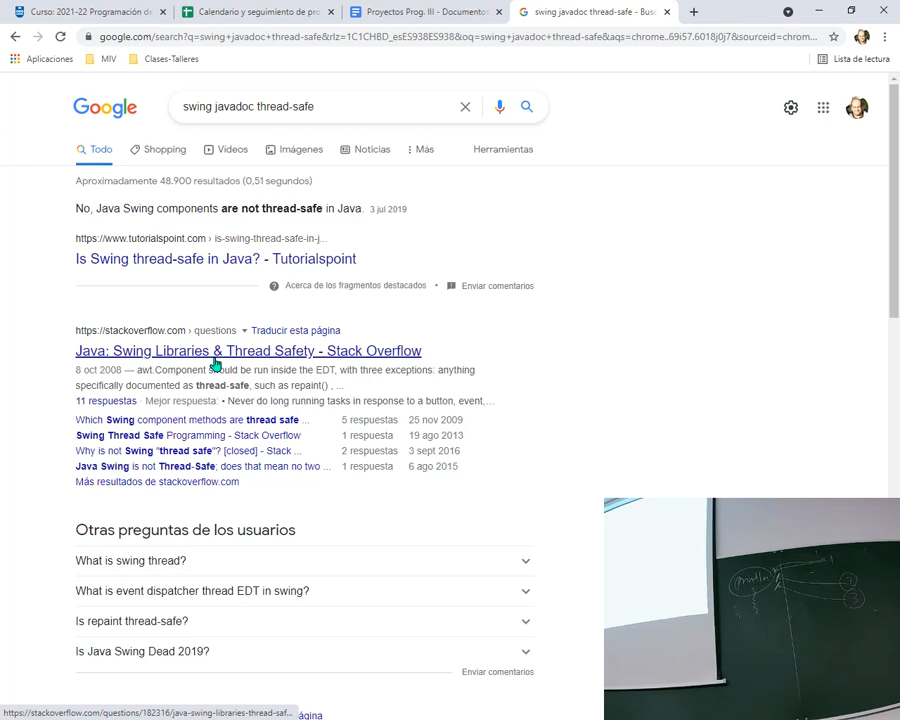 Curso: 2021-22 Programación de
Calendario y seguimiento de pro
Proyectos Prog. III - Documentos
swing javadoc thread-safe - Bus
google.com/search?q=swing+javadoc+thread-safe&rlz=1C1CHBD_esES938ES938&oq=swing+javadoc+thread-safe&aqs=chrome..69i57.6018j0j7&sourceid=chrom...
Aplicaciones
MIV
Clases-Talleres
Lista de lectura
Google
swing javadoc thread-safe
Todo
Shopping
Vídeos
Imágenes
Noticias
Más
Herramientas
Aproximadamente 48.900 resultados (0,51 segundos)
No, Java Swing components are not thread-safe in Java. 3 jul 2019
https://www.tutorialspoint.com › is-swing-thread-safe-in-j...
Is Swing thread-safe in Java? - Tutorialspoint
Acerca de los fragmentos destacados • Enviar comentarios
https://stackoverflow.com › questions Traducir esta página
Java: Swing Libraries & Thread Safety - Stack Overflow
8 oct 2008 — awt.Component should be run inside the EDT, with three exceptions: anything
specifically documented as thread-safe, such as repaint() , ...
11 respuestas · Mejor respuesta: • Never do long running tasks in response to a button, event,...
Which Swing component methods are thread safe ... 5 respuestas 25 nov 2009
Swing Thread Safe Programming - Stack Overflow 1 respuesta 19 ago 2013
Why is not Swing "thread safe"? [closed] - Stack ... 2 respuestas 3 sept 2016
Java Swing is not Thread-Safe; does that mean no two ... 1 respuesta 6 ago 2015
Más resultados de stackoverflow.com
Otras preguntas de los usuarios
What is swing thread?
What is event dispatcher thread EDT in swing?
Is repaint thread-safe?
Is Java Swing Dead 2019?
Enviar comentarios
https://stackoverflow.com/questions/182316/java-swing-libraries-thread-saf...
ágina
println
1
2
3